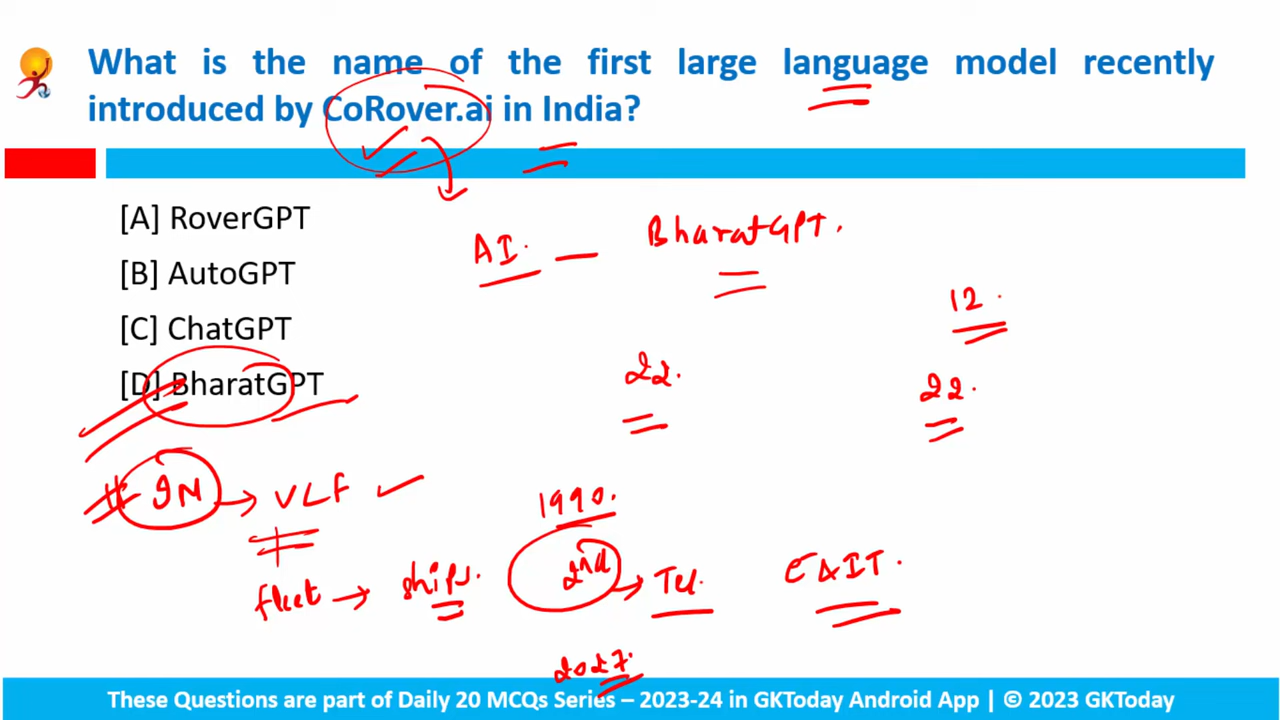 What is the name of the first large language model recently
introduced by CoRover.ai in India?
[A] RoverGPT
[B] AutoGPT
[C] ChatGPT
[D] BharatGPT
AI. — BharatGPT.
12.
22.
22.
# IN → VLF ✓
1990.
fleet → ships.
2nd → Tel.
E&IT.
2027.
These Questions are part of Daily 20 MCQs Series – 2023-24 in GKToday Android App | © 2023 GKToday